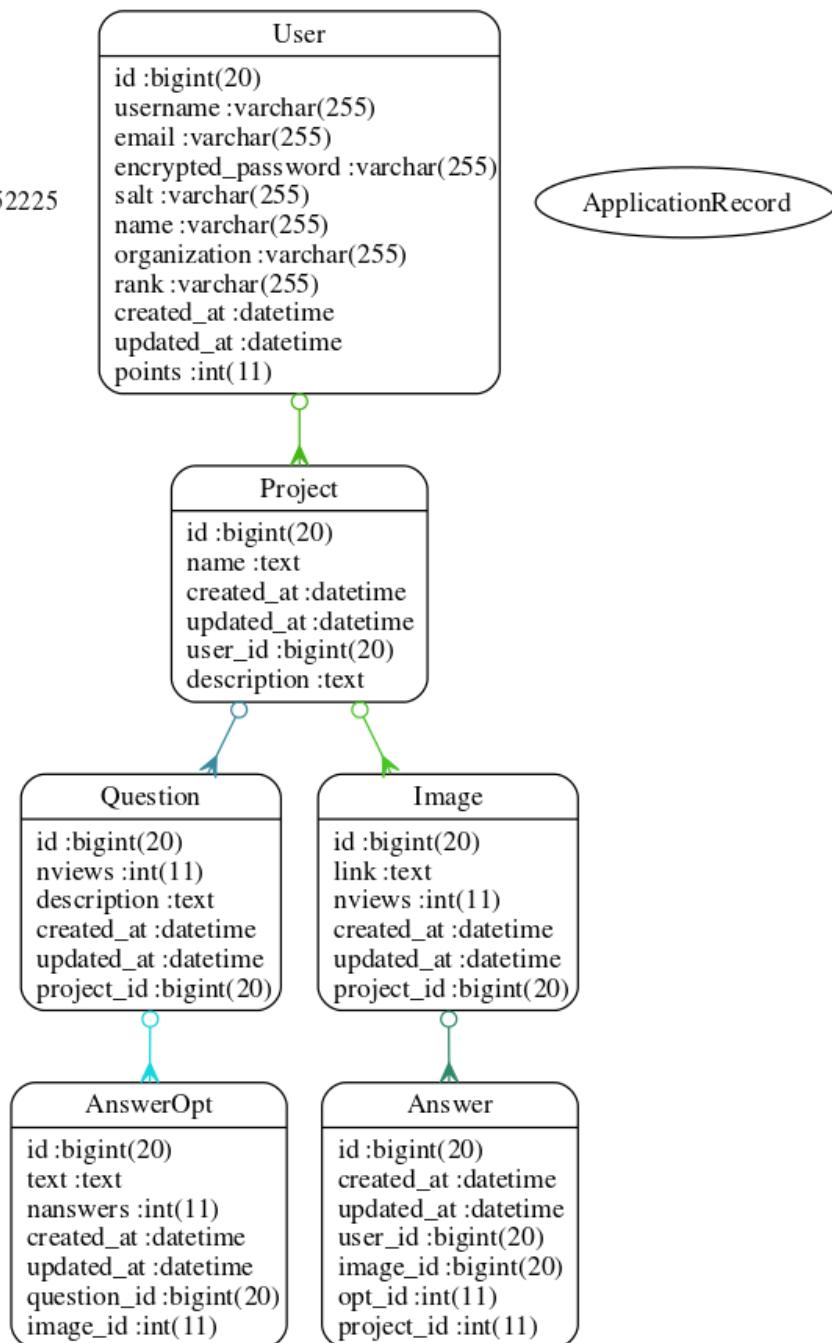 User
id :bigint(20)
username :varchar(255)
email :varchar(255)
encrypted_password :varchar(255)
salt :varchar(255)
name :varchar(255)
organization :varchar(255)
rank :varchar(255)
created_at :datetime
updated_at :datetime
points :int(11)
52225
ApplicationRecord
Project
id :bigint(20)
name :text
created_at :datetime
updated_at :datetime
user_id :bigint(20)
description :text
Question
id :bigint(20)
nviews :int(11)
description :text
created_at :datetime
updated_at :datetime
project_id :bigint(20)
Image
id :bigint(20)
link :text
nviews :int(11)
created_at :datetime
updated_at :datetime
project_id :bigint(20)
AnswerOpt
id :bigint(20)
text :text
nanswers :int(11)
created_at :datetime
updated_at :datetime
question_id :bigint(20)
image_id :int(11)
Answer
id :bigint(20)
created_at :datetime
updated_at :datetime
user_id :bigint(20)
image_id :bigint(20)
opt_id :int(11)
project_id :int(11)